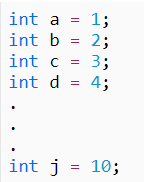 int a = 1;
int b = 2;
int c = 3;
int d = 4;
.
.
.
int j = 10;